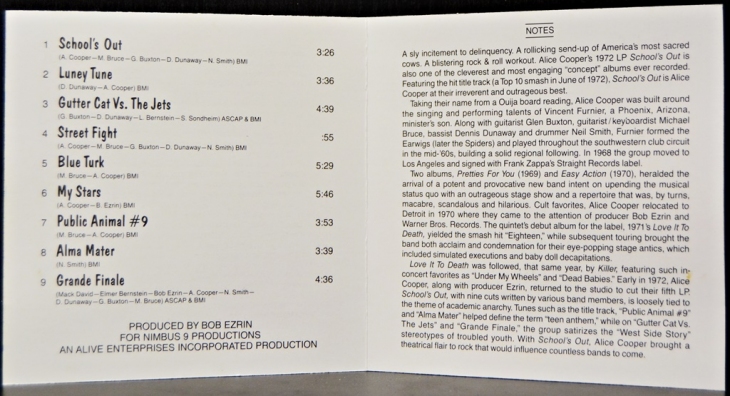 1 School's Out 3:26
(A. Cooper–M. Bruce–G. Buxton–D. Dunaway–N. Smith) BMI
2 Luney Tune 3:36
(D. Dunaway–A. Cooper) BMI
3 Gutter Cat Vs. The Jets 4:39
(G. Buxton–D. Dunaway–L. Bernstein–S. Sondheim) ASCAP & BMI
4 Street Fight :55
(A. Cooper–M. Bruce–G. Buxton–D. Dunaway–N. Smith) BMI
5 Blue Turk 5:29
(M. Bruce–A. Cooper) BMI
6 My Stars 5:46
(A. Cooper–B. Ezrin) BMI
7 Public Animal #9 3:53
(M. Bruce–A. Cooper) BMI
8 Alma Mater 3:39
(N. Smith) BMI
9 Grande Finale 4:36
(Mack David–Elmer Bernstein–Bob Ezrin–A. Cooper–N. Smith–
D. Dunaway–G. Buxton–M. Bruce) ASCAP & BMI
PRODUCED BY BOB EZRIN
FOR NIMBUS 9 PRODUCTIONS
AN ALIVE ENTERPRISES INCORPORATED PRODUCTION
NOTES
A sly incitement to delinquency. A rollicking send-up of America's most sacred
cows. A blistering rock & roll workout. Alice Cooper's 1972 LP School's Out is
also one of the cleverest and most engaging "concept" albums ever recorded.
Featuring the hit title track (a Top 10 smash in June of 1972), School's Out is Alice
Cooper at their irreverent and outrageous best.
Taking their name from a Ouija board reading, Alice Cooper was built around
the singing and performing talents of Vincent Furnier, a Phoenix, Arizona,
minister's son. Along with guitarist Glen Buxton, guitarist/keyboardist Michael
Bruce, bassist Dennis Dunaway and drummer Neil Smith, Furnier formed the
Earwigs (later the Spiders) and played throughout the southwestern club circuit
in the mid-'60s, building a solid regional following. In 1968 the group moved to
Los Angeles and signed with Frank Zappa's Straight Records label.
Two albums, Pretties For You (1969) and Easy Action (1970), heralded the
arrival of a potent and provocative new band intent on upending the musical
status quo with an outrageous stage show and a repertoire that was, by turns,
macabre, scandalous and hilarious. Cult favorites, Alice Cooper relocated to
Detroit in 1970 where they came to the attention of producer Bob Ezrin and
Warner Bros. Records. The quintet's debut album for the label, 1971's Love It To
Death, yielded the smash hit "Eighteen," while subsequent touring brought the
band both acclaim and condemnation for their eye-popping stage antics, which
included simulated executions and baby doll decapitations.
Love It To Death was followed, that same year, by Killer, featuring such in-
concert favorites as "Under My Wheels" and "Dead Babies." Early in 1972, Alice
Cooper, along with producer Ezrin, returned to the studio to cut their fifth LP.
School's Out, with nine cuts written by various band members, is loosely tied to
the theme of academic anarchy. Tunes such as the title track, "Public Animal #9"
and "Alma Mater" helped define the term "teen anthem," while on "Gutter Cat Vs.
The Jets" and "Grande Finale," the group satirizes the "West Side Story"
stereotypes of troubled youth. With School's Out, Alice Cooper brought a
theatrical flair to rock that would influence countless bands to come.